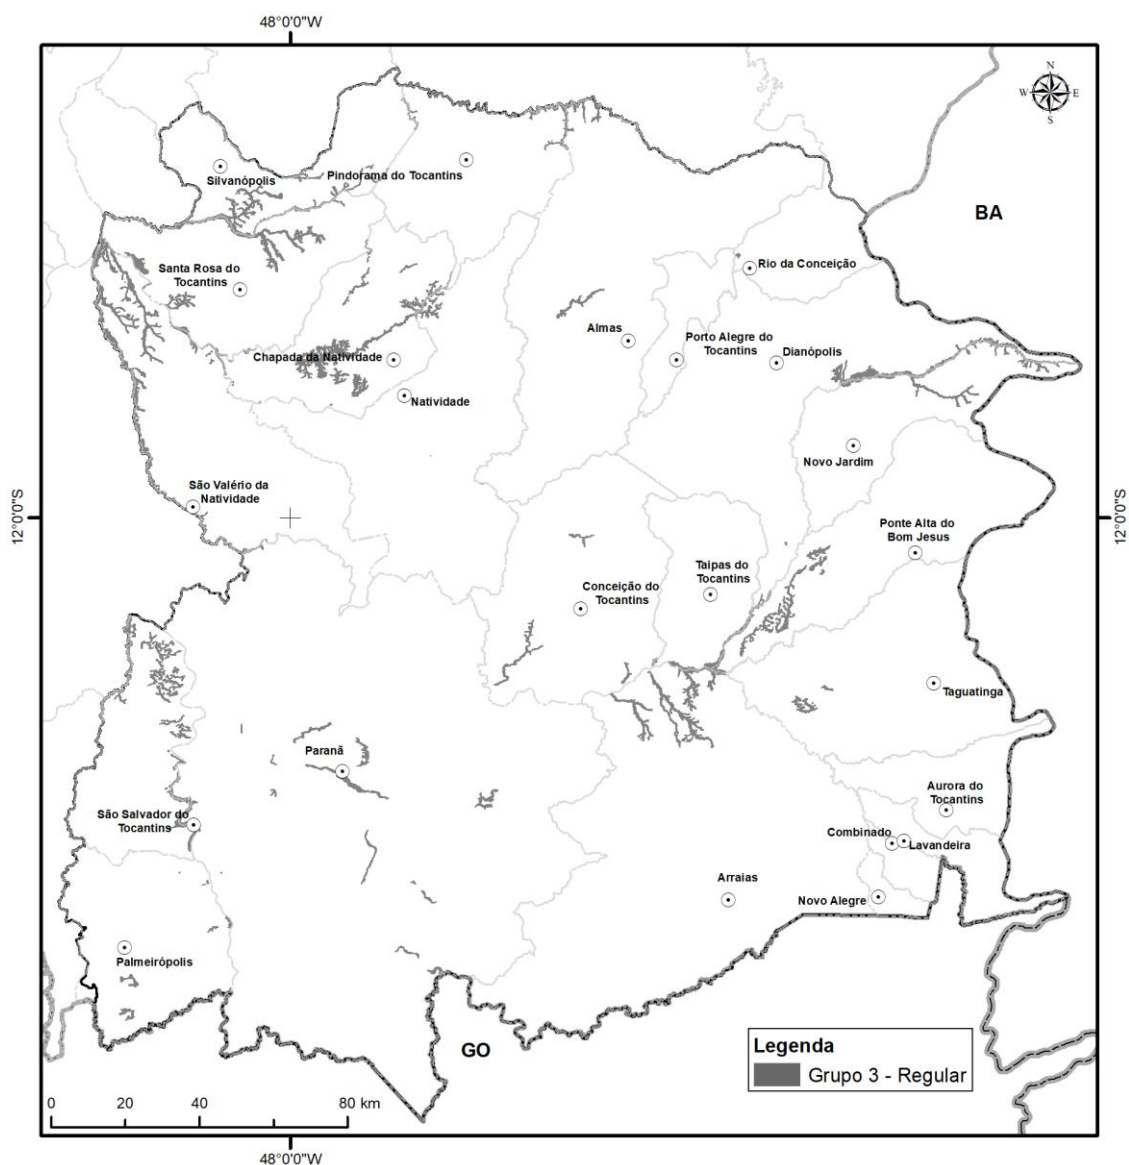 48°0'0"W
N
W
E
S
BA
Silvanópolis
Pindorama do Tocantins
Santa Rosa do
Tocantins
Rio da Conceição
Almas
Porto Alegre do
Tocantins
Dianópolis
Chapada da Natividade
Natividade
Novo Jardim
São Valério da
Natividade
12°0'0"S
12°0'0"S
Ponte Alta do
Bom Jesus
Taipas do
Tocantins
Conceição do
Tocantins
Taguatinga
Paranã
Aurora do
Tocantins
São Salvador do
Tocantins
Combinado
Lavandeira
Arraias
Novo Alegre
Palmeirópolis
GO
Legenda
Grupo 3 - Regular
0 20 40 80 km
48°0'0"W